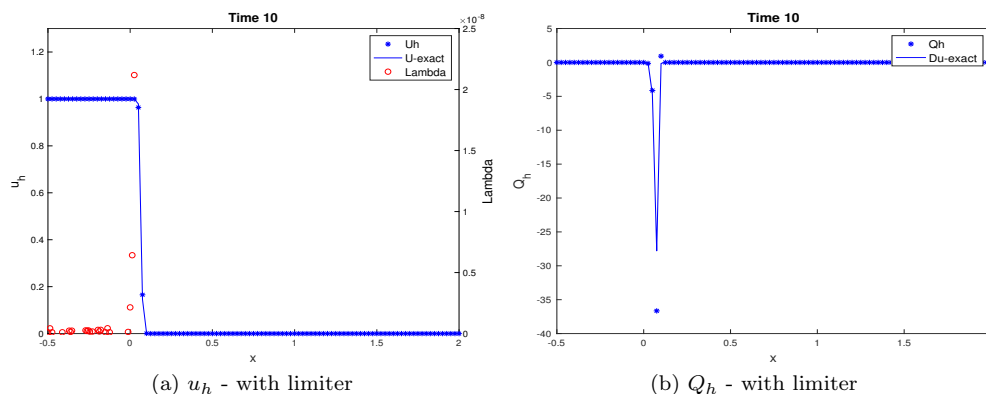 Time 10
×10⁻⁸
Uh
U-exact
Lambda
1.2
1
0.8
0.6
0.4
0.2
0
u_h
2.5
2
1.5
1
0.5
0
Lambda
-0.5
0
0.5
1
1.5
2
x
(a) u_h - with limiter
Time 10
Qh
Du-exact
5
0
-5
-10
-15
-20
-25
-30
-35
-40
Q_h
-0.5
0
0.5
1
1.5
2
x
(b) Q_h - with limiter